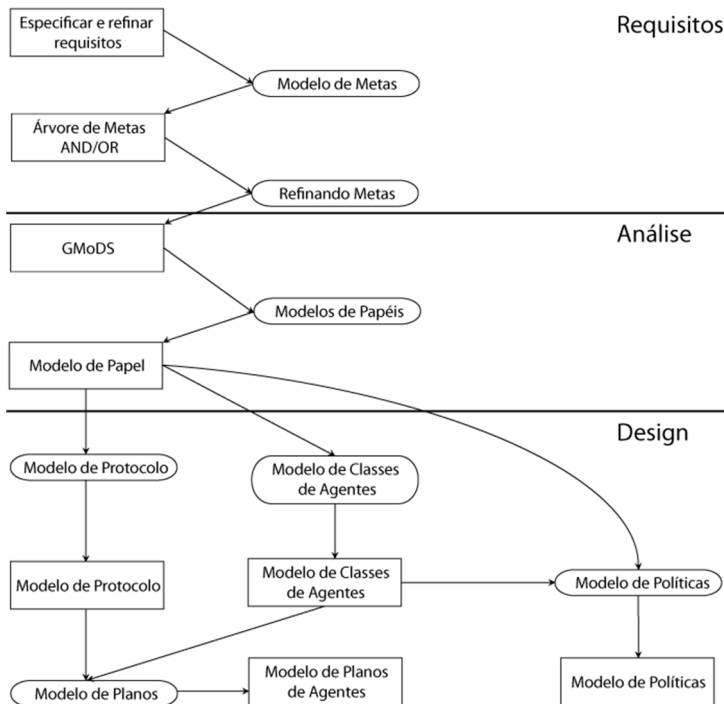 Especificar e refinar
requisitos
Requisitos
Modelo de Metas
Árvore de Metas
AND/OR
Refinando Metas
Análise
GMoDS
Modelos de Papéis
Modelo de Papel
Design
Modelo de Protocolo
Modelo de Classes
de Agentes
Modelo de Protocolo
Modelo de Classes
de Agentes
Modelo de Políticas
Modelo de Planos
Modelo de Planos
de Agentes
Modelo de Políticas